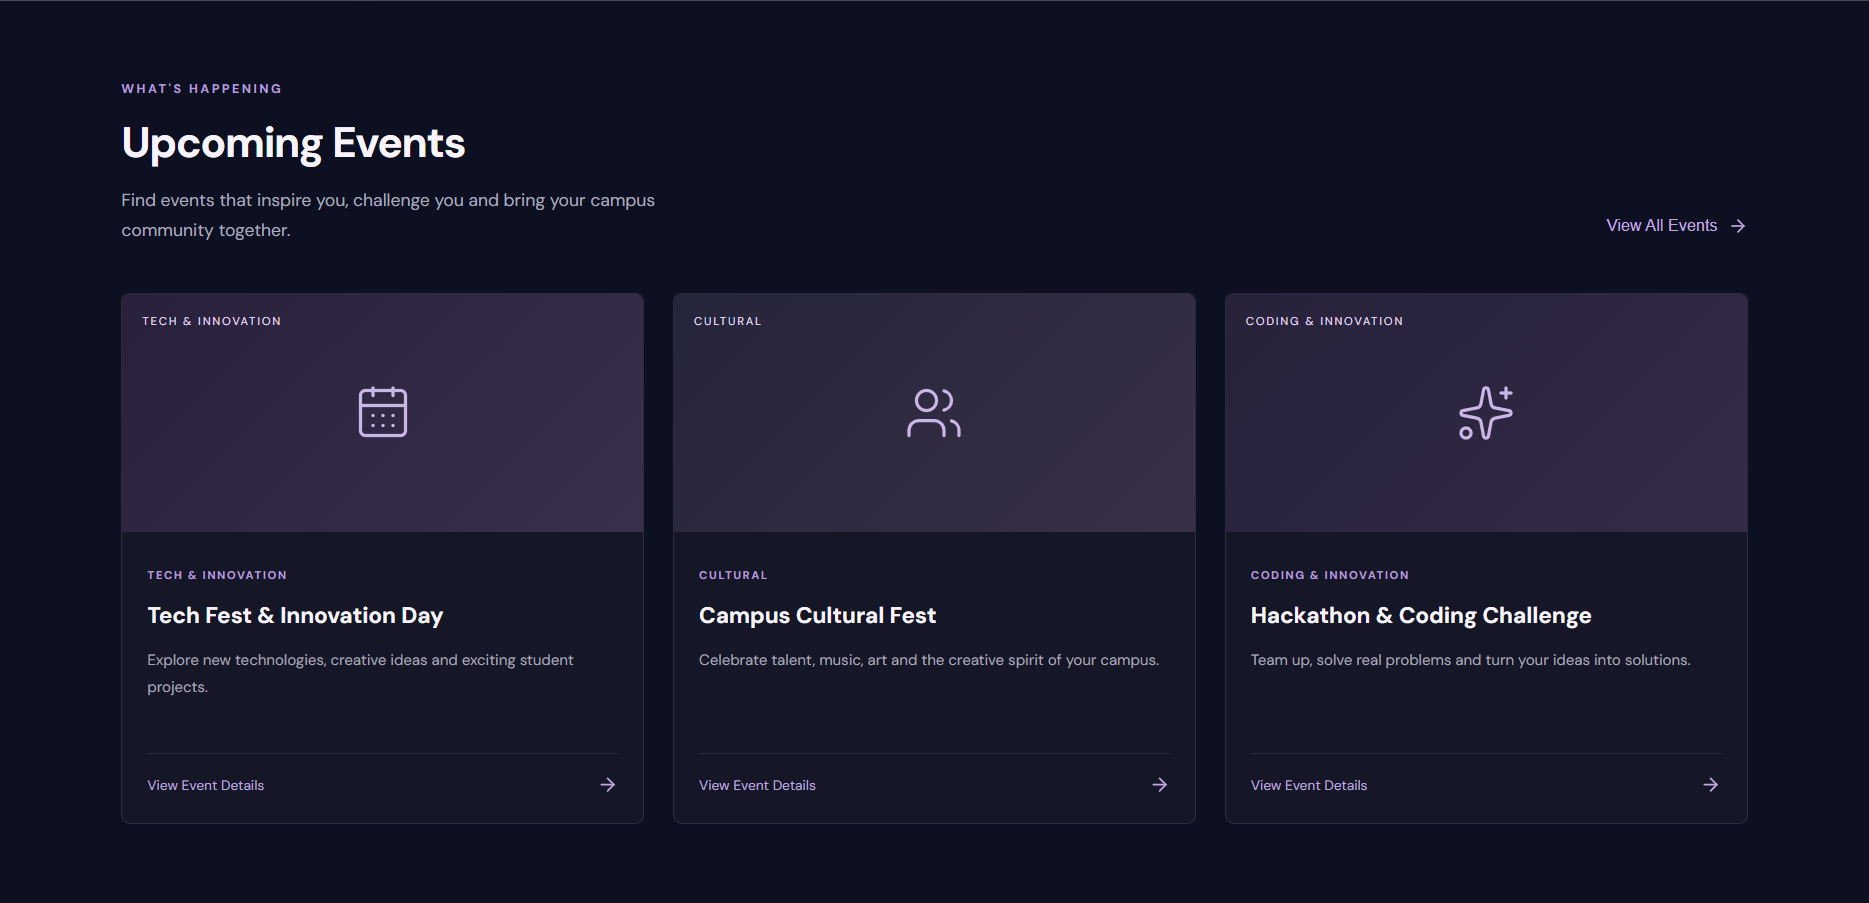 WHAT'S HAPPENING
Upcoming Events
Find events that inspire you, challenge you and bring your campus
community together.
View All Events
TECH & INNOVATION
TECH & INNOVATION
Tech Fest & Innovation Day
Explore new technologies, creative ideas and exciting student
projects.
View Event Details
CULTURAL
CULTURAL
Campus Cultural Fest
Celebrate talent, music, art and the creative spirit of your campus.
View Event Details
CODING & INNOVATION
CODING & INNOVATION
Hackathon & Coding Challenge
Team up, solve real problems and turn your ideas into solutions.
View Event Details